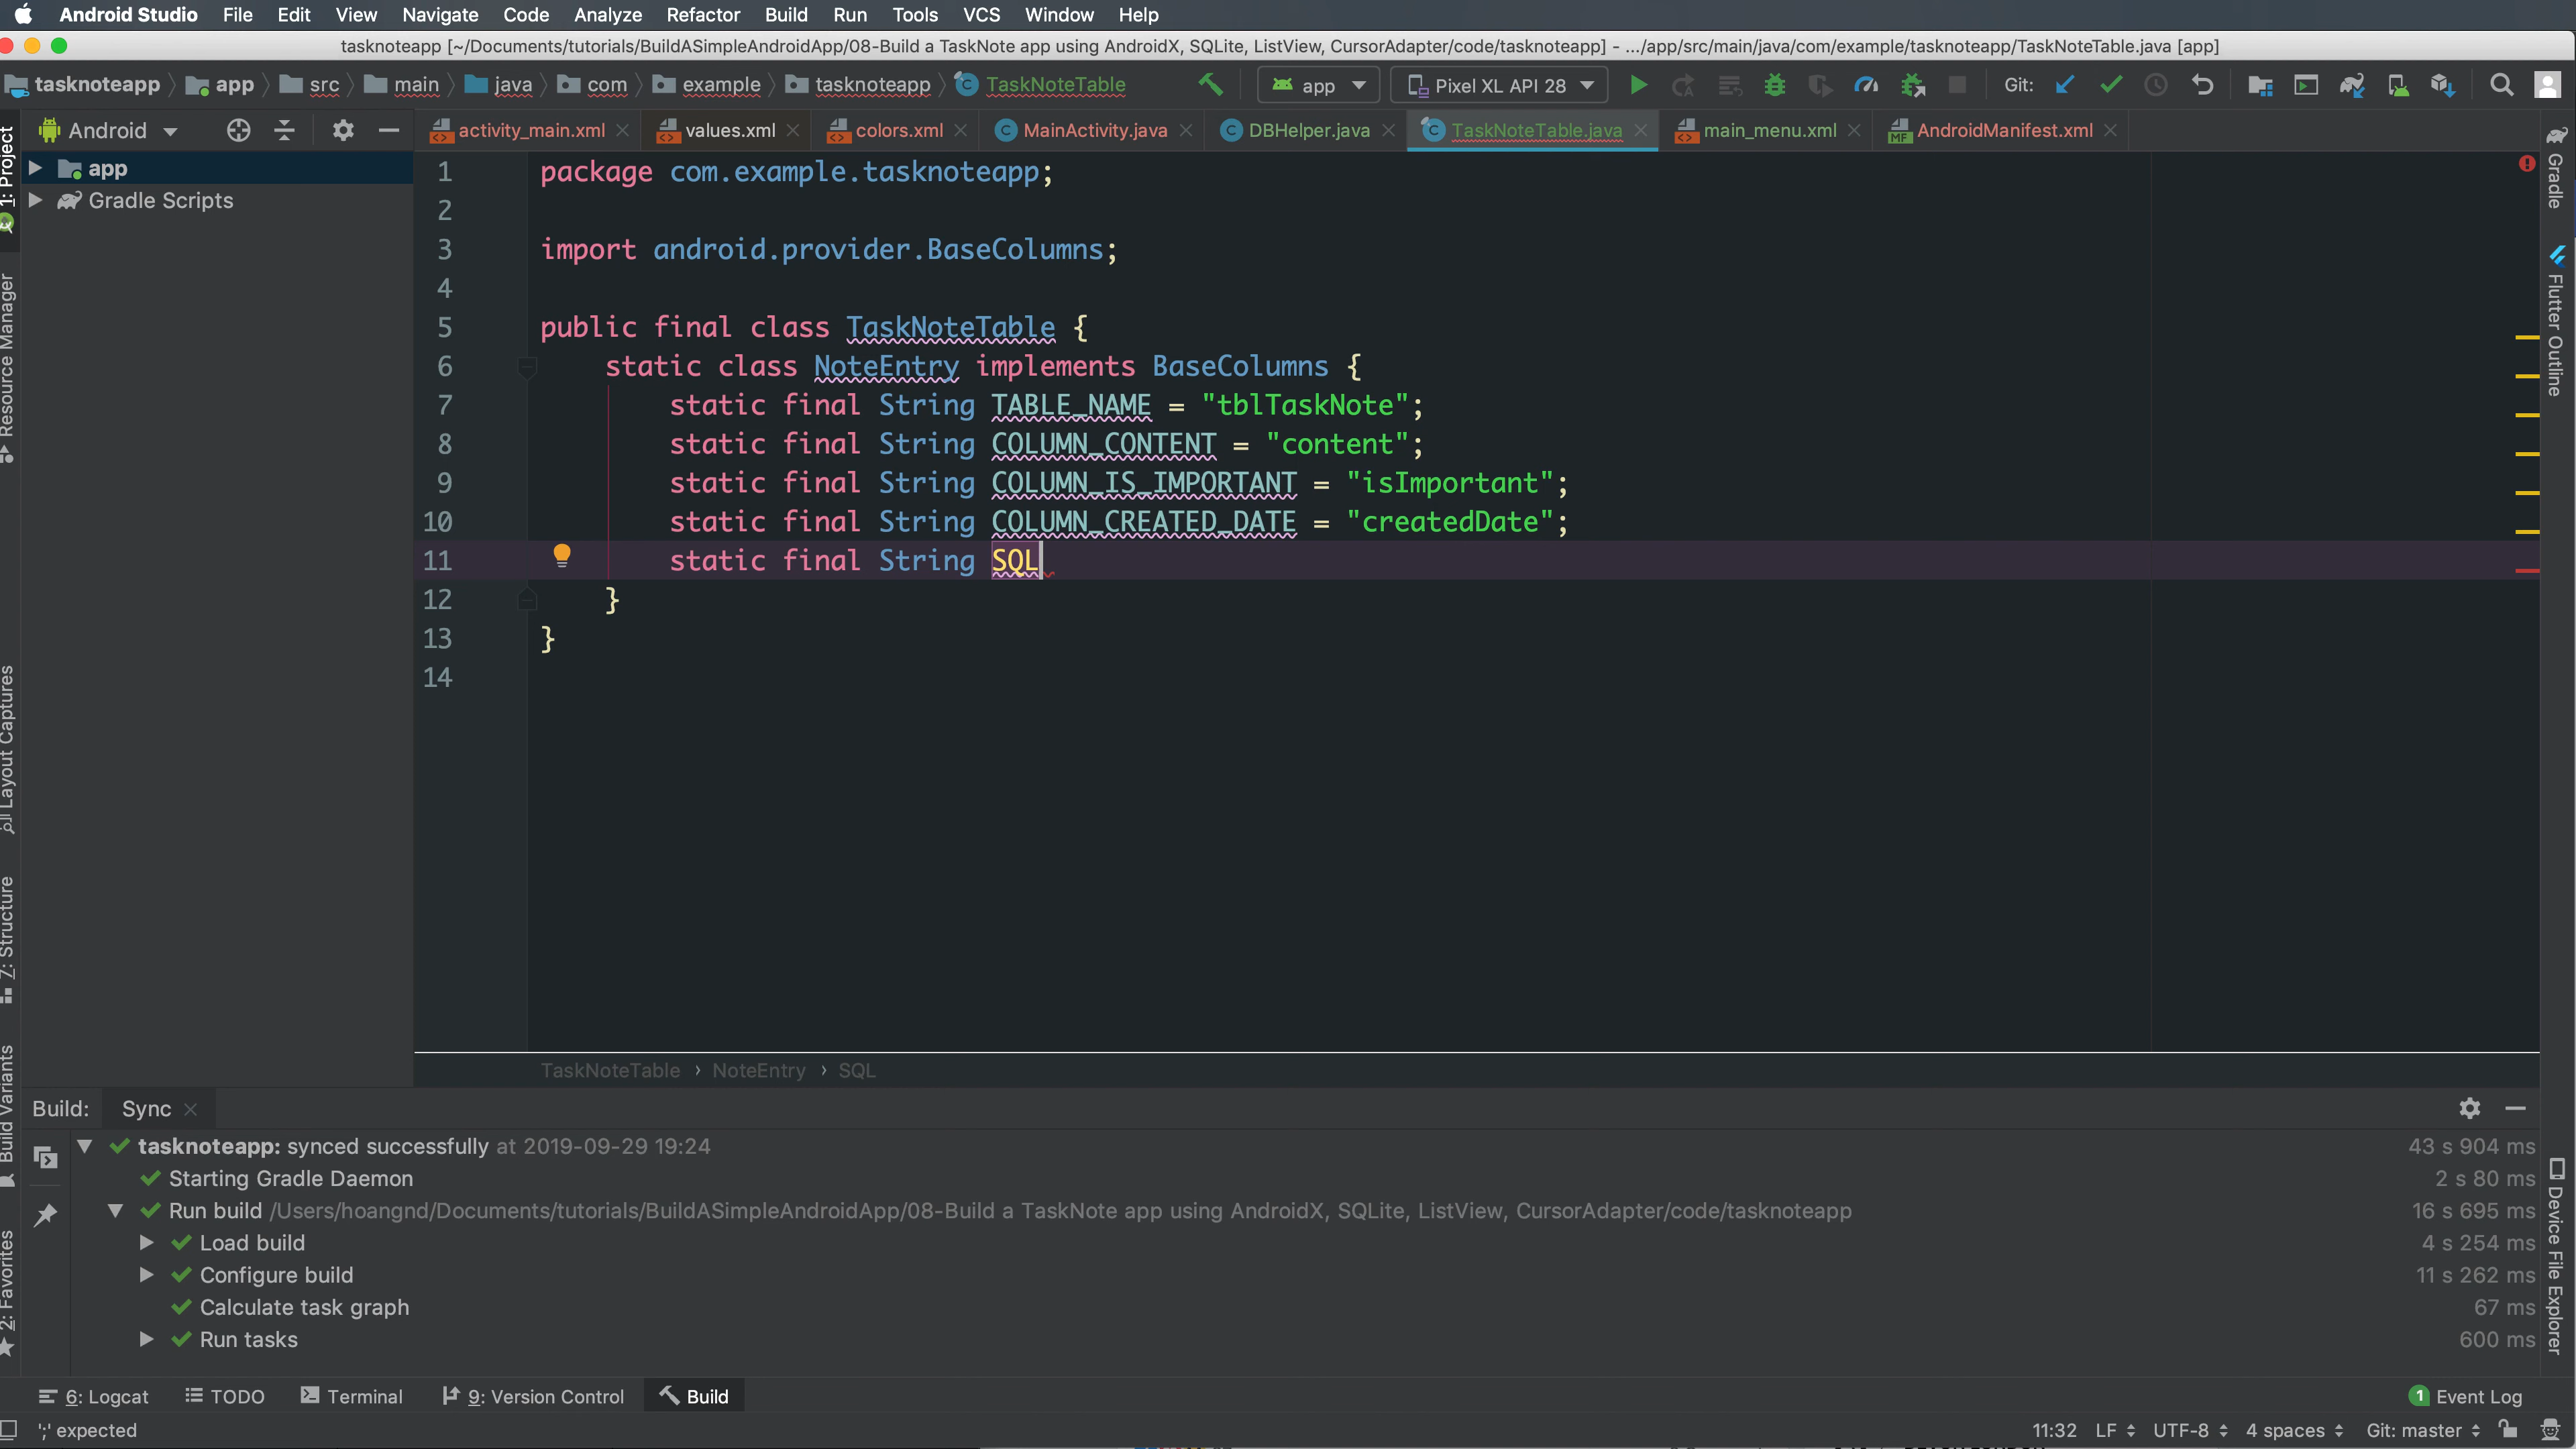 Android Studio File Edit View Navigate Code Analyze Refactor Build Run Tools VCS Window Help
tasknoteapp [~/Documents/tutorials/BuildASimpleAndroidApp/08-Build a TaskNote app using AndroidX, SQLite, ListView, CursorAdapter/code/tasknoteapp] - .../app/src/main/java/com/example/tasknoteapp/TaskNoteTable.java [app]
tasknoteapp app src main java com example tasknoteapp TaskNoteTable app Pixel XL API 28 Git:
Android activity_main.xml values.xml colors.xml MainActivity.java DBHelper.java TaskNoteTable.java main_menu.xml AndroidManifest.xml
app
Gradle Scripts
1: Project
Resource Manager
Layout Captures
7: Structure
Build Variants
2: Favorites
1 package com.example.tasknoteapp;
2
3 import android.provider.BaseColumns;
4
5 public final class TaskNoteTable {
6 static class NoteEntry implements BaseColumns {
7 static final String TABLE_NAME = "tblTaskNote";
8 static final String COLUMN_CONTENT = "content";
9 static final String COLUMN_IS_IMPORTANT = "isImportant";
10 static final String COLUMN_CREATED_DATE = "createdDate";
11 static final String SQL
12 }
13 }
14
TaskNoteTable › NoteEntry › SQL
Gradle
Flutter Outline
Device File Explorer
Build: Sync
tasknoteapp: synced successfully at 2019-09-29 19:24 43 s 904 ms
Starting Gradle Daemon 2 s 80 ms
Run build /Users/hoangnd/Documents/tutorials/BuildASimpleAndroidApp/08-Build a TaskNote app using AndroidX, SQLite, ListView, CursorAdapter/code/tasknoteapp 16 s 695 ms
Load build 4 s 254 ms
Configure build 11 s 262 ms
Calculate task graph 67 ms
Run tasks 600 ms
6: Logcat TODO Terminal 9: Version Control Build 1 Event Log
';' expected 11:32 LF UTF-8 4 spaces Git: master